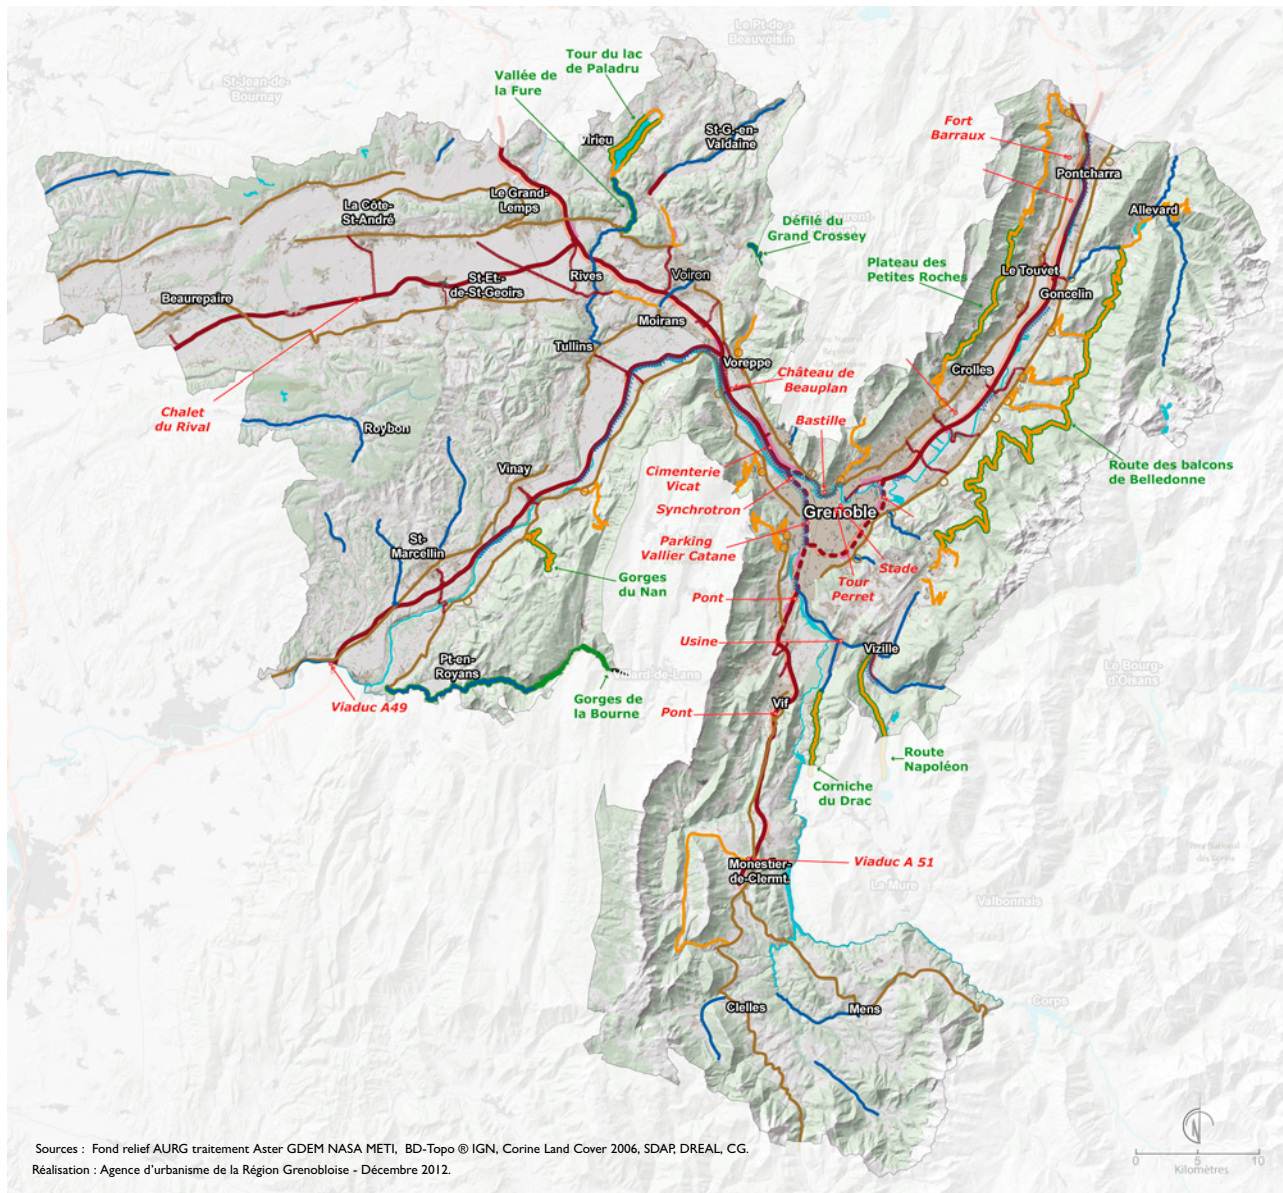 Le Pt-de-
Beauvoisin
Tour du lac
de Paladru
Vallée de
la Fure
St-Jean-de-
Bournay
St-G.-en-
Valdaine
Fort
Barraux
Pontcharra
Le Grand-
Lemps
La Côte-
St-André
Allevard
Défilé du
Grand Crossey
Plateau des
Petites Roches
Le Touvet
Rives
Voiron
St-Et.-
de-St-Geoirs
Goncelin
Beaurepaire
Moirans
Tullins
Voreppe
Crolles
Château de
Beauplan
Chalet
du Rival
Bastille
Roybon
Route des balcons
de Belledonne
Vinay
Cimenterie
Vicat
Synchrotron
Grenoble
St-
Marcellin
Parking
Vallier Catane
Stade
Gorges
du Nan
Tour
Perret
Pont
Usine
Vizille
Pt-en-
Royans
Villard-de-Lans
Le Bourg-
d'Oisans
Gorges de
la Bourne
Viaduc A49
Vif
Pont
Route
Napoléon
Corniche
du Drac
Monestier-
de-Clermt.
Viaduc A 51
La Mure
Valbonnais
Corps
Clelles
Mens
Sources : Fond relief AURG traitement Aster GDEM NASA METI, BD-Topo ® IGN, Corine Land Cover 2006, SDAP, DREAL, CG.
Réalisation : Agence d'urbanisme de la Région Grenobloise - Décembre 2012.
N
0 5 10
Kilomètres